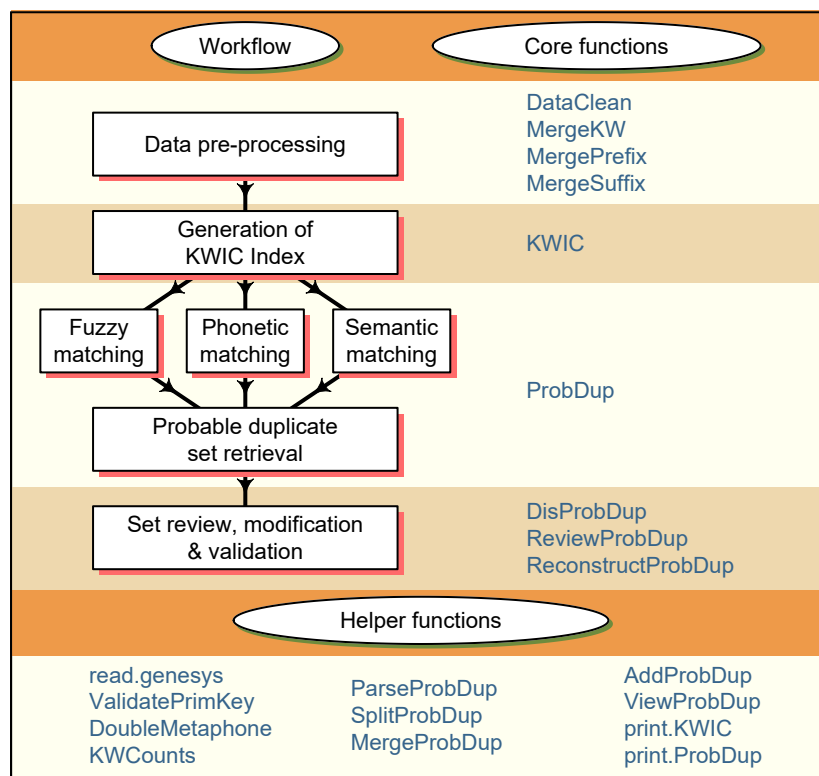 Workflow
Core functions
Data pre-processing
DataClean
MergeKW
MergePrefix
MergeSuffix
Generation of
KWIC Index
KWIC
Fuzzy
matching
Phonetic
matching
Semantic
matching
Probable duplicate
set retrieval
ProbDup
Set review, modification
& validation
DisProbDup
ReviewProbDup
ReconstructProbDup
Helper functions
read.genesys
ValidatePrimKey
DoubleMetaphone
KWCounts
ParseProbDup
SplitProbDup
MergeProbDup
AddProbDup
ViewProbDup
print.KWIC
print.ProbDup